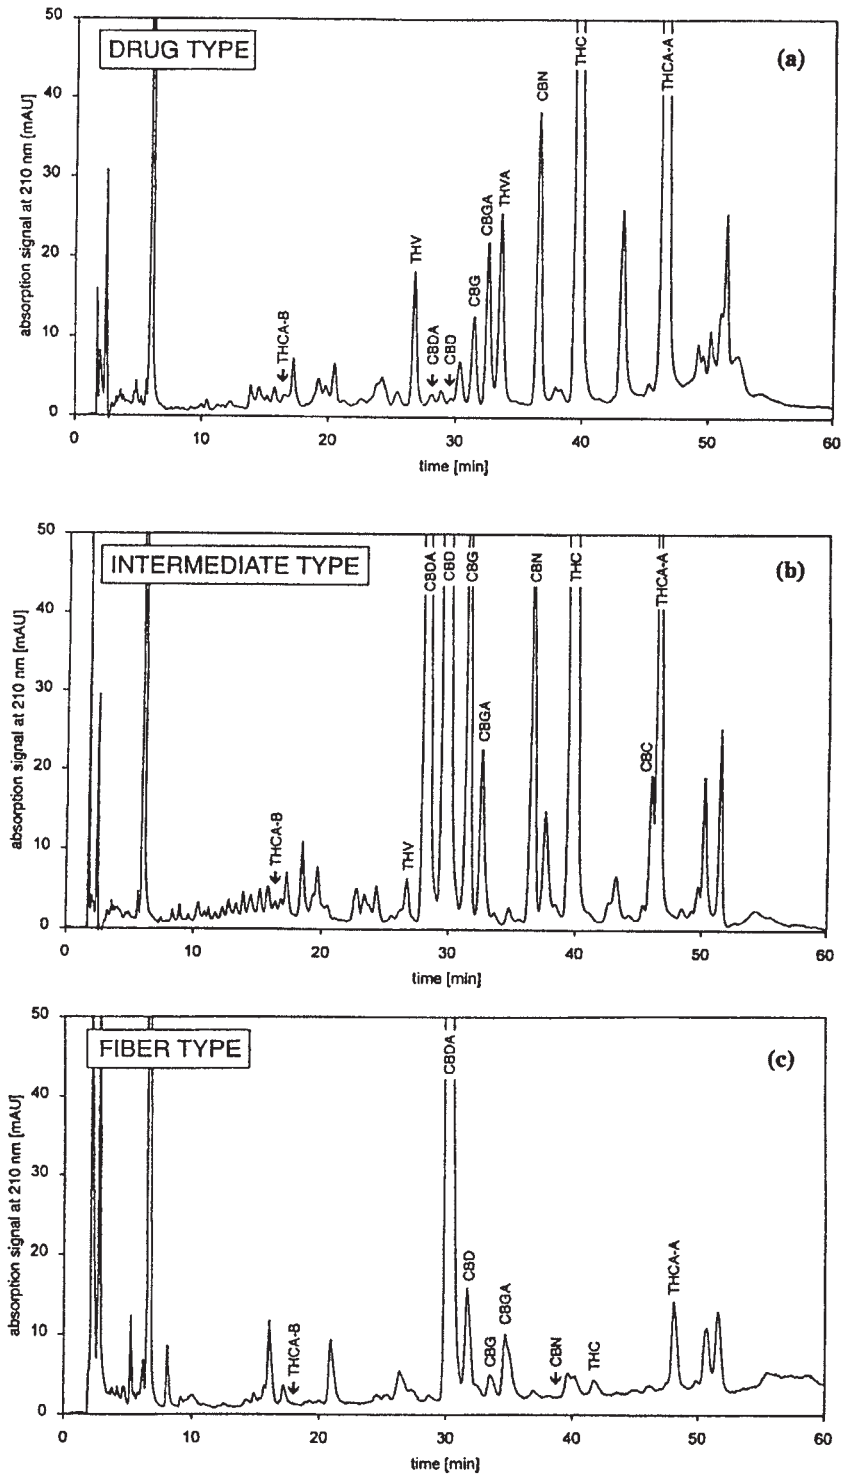 50
DRUG TYPE
(a)
40
30
20
10
0
absorption signal at 210 nm [mAU]
THCA-B
THV
CBDA
CBD
CBG
CBGA
THVA
CBN
THC
THCA-A
0 10 20 30 40 50 60
time [min]
50
INTERMEDIATE TYPE
(b)
40
30
20
10
0
absorption signal at 210 nm [mAU]
THCA-B
THV
CBDA
CBD
CBG
CBGA
CBN
THC
CBC
THCA-A
0 10 20 30 40 50 60
time [min]
50
FIBER TYPE
(c)
40
30
20
10
0
absorption signal at 210 nm [mAU]
THCA-B
CBDA
CBD
CBG
CBGA
CBN
THC
THCA-A
0 10 20 30 40 50 60
time [min]